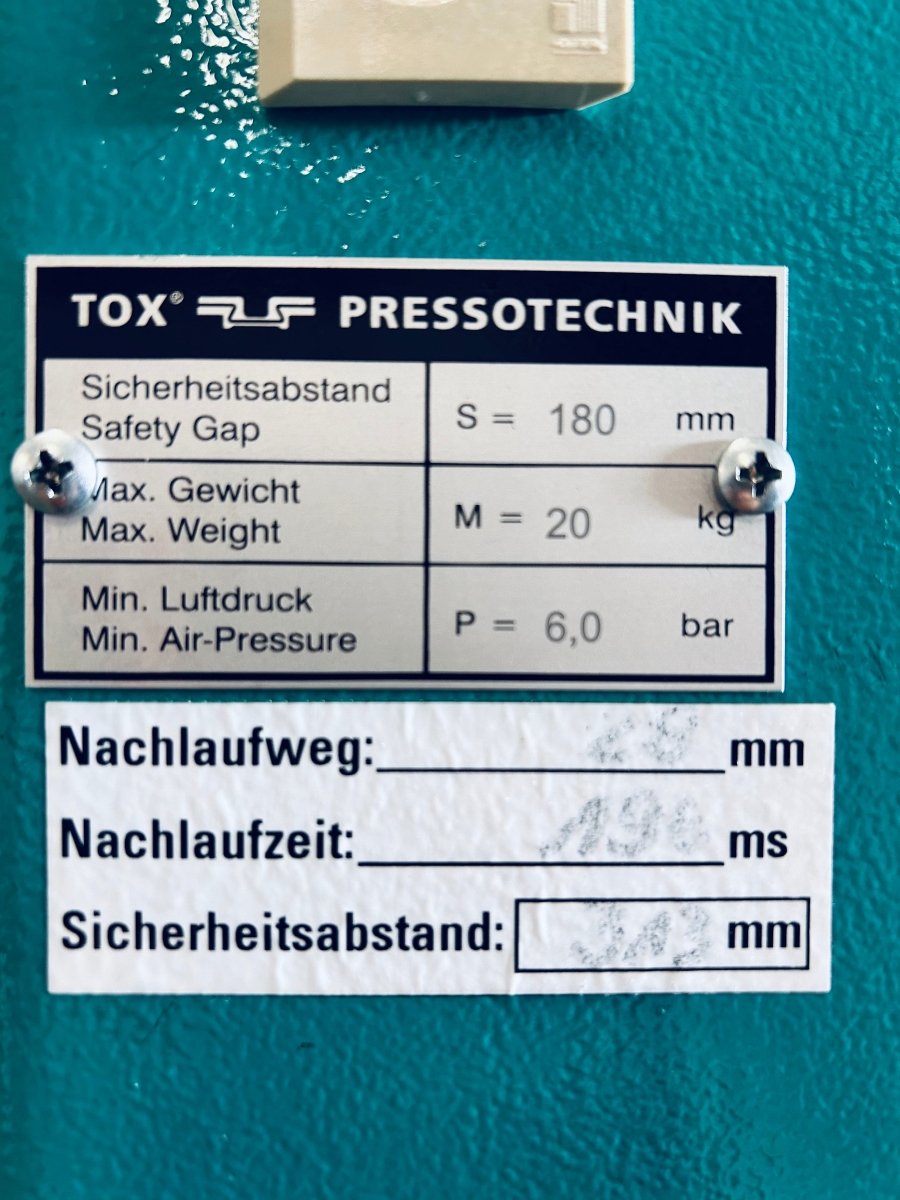 TOX® PRESSOTECHNIK
Sicherheitsabstand
Safety Gap
S = 180 mm
Max. Gewicht
Max. Weight
M = 20 kg
Min. Luftdruck
Min. Air-Pressure
P = 6,0 bar
Nachlaufweg: mm
Nachlaufzeit: ms
Sicherheitsabstand: mm